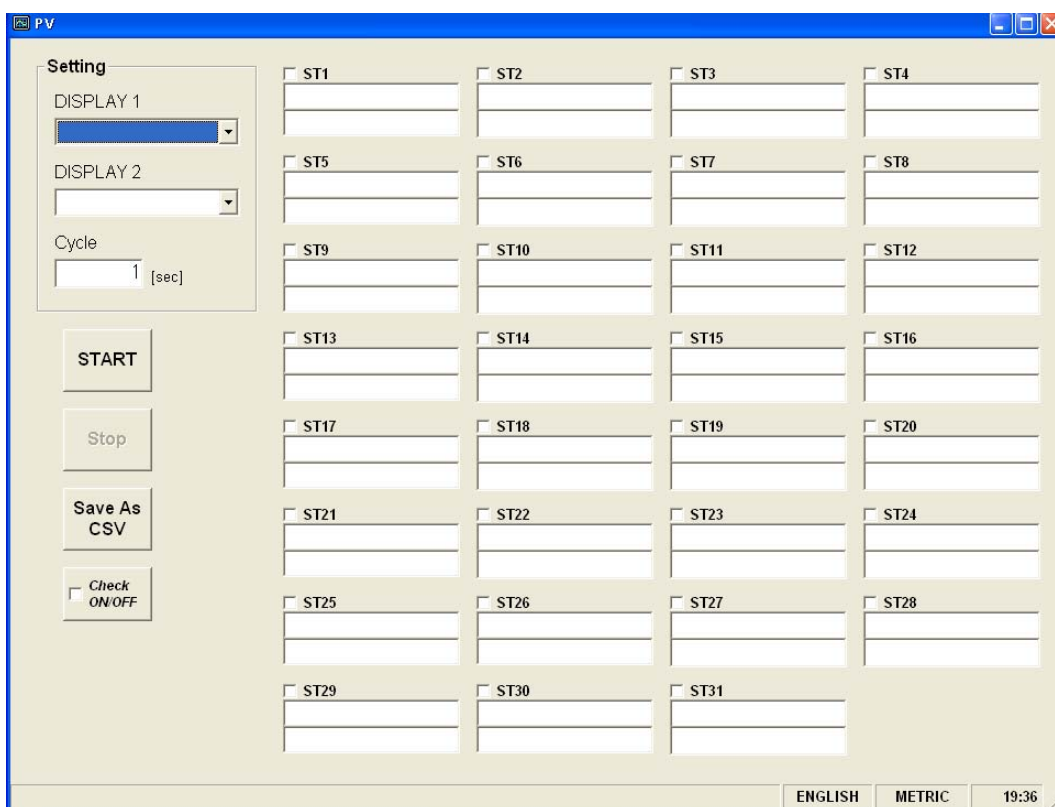 PV
Setting
DISPLAY 1
DISPLAY 2
Cycle
1 [sec]
START
Stop
Save As
CSV
Check
ON/OFF
ST1 ST2 ST3 ST4
ST5 ST6 ST7 ST8
ST9 ST10 ST11 ST12
ST13 ST14 ST15 ST16
ST17 ST18 ST19 ST20
ST21 ST22 ST23 ST24
ST25 ST26 ST27 ST28
ST29 ST30 ST31
ENGLISH METRIC 19:36